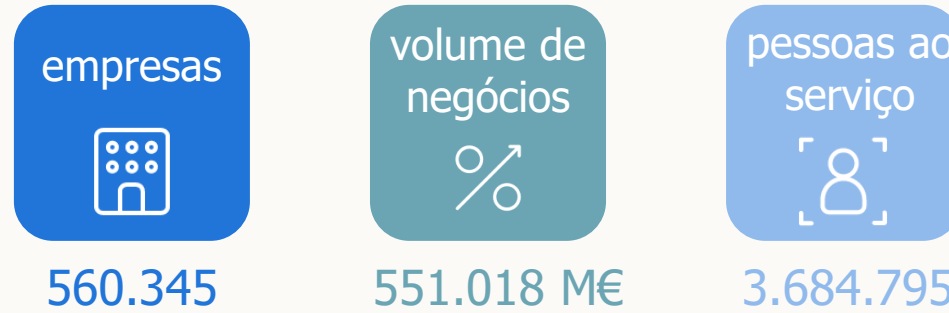 empresas
560.345
volume de
negócios
551.018 M€
pessoas ao
serviço
3.684.795